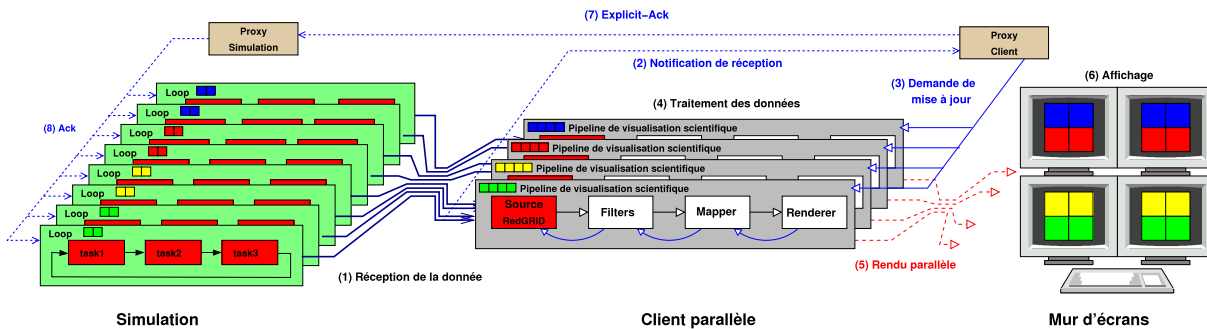 (7) Explicit–Ack
Proxy
Simulation
Proxy
Client
(2) Notification de réception
(3) Demande de
mise à jour
(6) Affichage
(8) Ack
Loop
Loop
Loop
Loop
Loop
Loop
Loop
Loop
task1
task2
task3
(1) Réception de la donnée
(4) Traitement des données
Pipeline de visualisation scientifique
Pipeline de visualisation scientifique
Pipeline de visualisation scientifique
Pipeline de visualisation scientifique
Source
RedGRID
Filters
Mapper
Renderer
(5) Rendu parallèle
Simulation
Client parallèle
Mur d'écrans